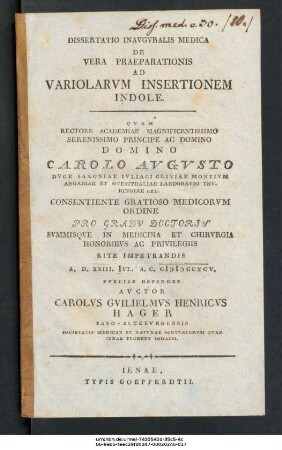 Diss. med. o. 30. /10./
DISSERTATIO INAVGVRALIS MEDICA
DE
VERA PRAEPARATIONIS
AD
VARIOLARVM INSERTIONEM
INDOLE.
QUAM
RECTORE ACADEMIAE MAGNIFICENTISSIMO
SERENISSIMO PRINCIPE AC DOMINO
DOMINO
CAROLO AVGVSTO
DVCE SAXONIAE IVLIACI CLIVIAE MONTIVM
ANGARIAE ET GVESTPHALIAE LANDGRAVIO THV-
RINGIAE CET.
CONSENTIENTE GRATIOSO MEDICORVM
ORDINE
PRO GRADV DOCTORIS
SVMMISQVE IN MEDICINA ET CHIRVRGIA
HONORIBVS AC PRIVILEGIIS
RITE IMPETRANDIS
A. D. XXIII. IVL. A. C. CIƆIƆCCXCV.
PVBLICE DEFENDET
AVCTOR
CAROLVS GVILIELMVS HENRICVS
HAGER
SAXO-ALTENBVRGENSIS
SOCIETATIS MEDICAE ET NATVRAE SCRVTATORVM QVAE
IENAE FLORENT SODALIS.
IENAE,
TYPIS GOEPFERDTII.